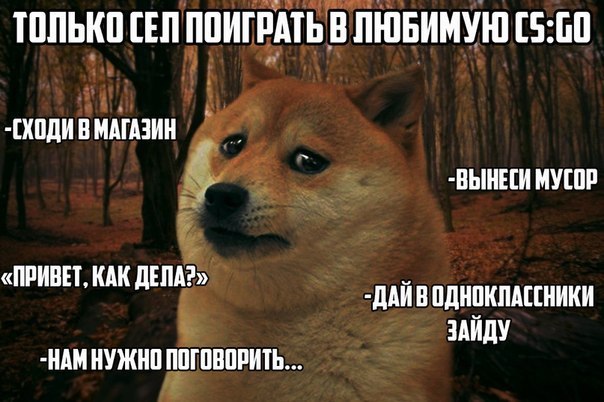 ТОЛЬКО СЕЛ ПОИГРАТЬ В ЛЮБИМУЮ CS:GO
-СХОДИ В МАГАЗИН
-ВЫНЕСИ МУСОР
«ПРИВЕТ, КАК ДЕЛА?»
-ДАЙ В ОДНОКЛАССНИКИ
ЗАЙДУ
-НАМ НУЖНО ПОГОВОРИТЬ...